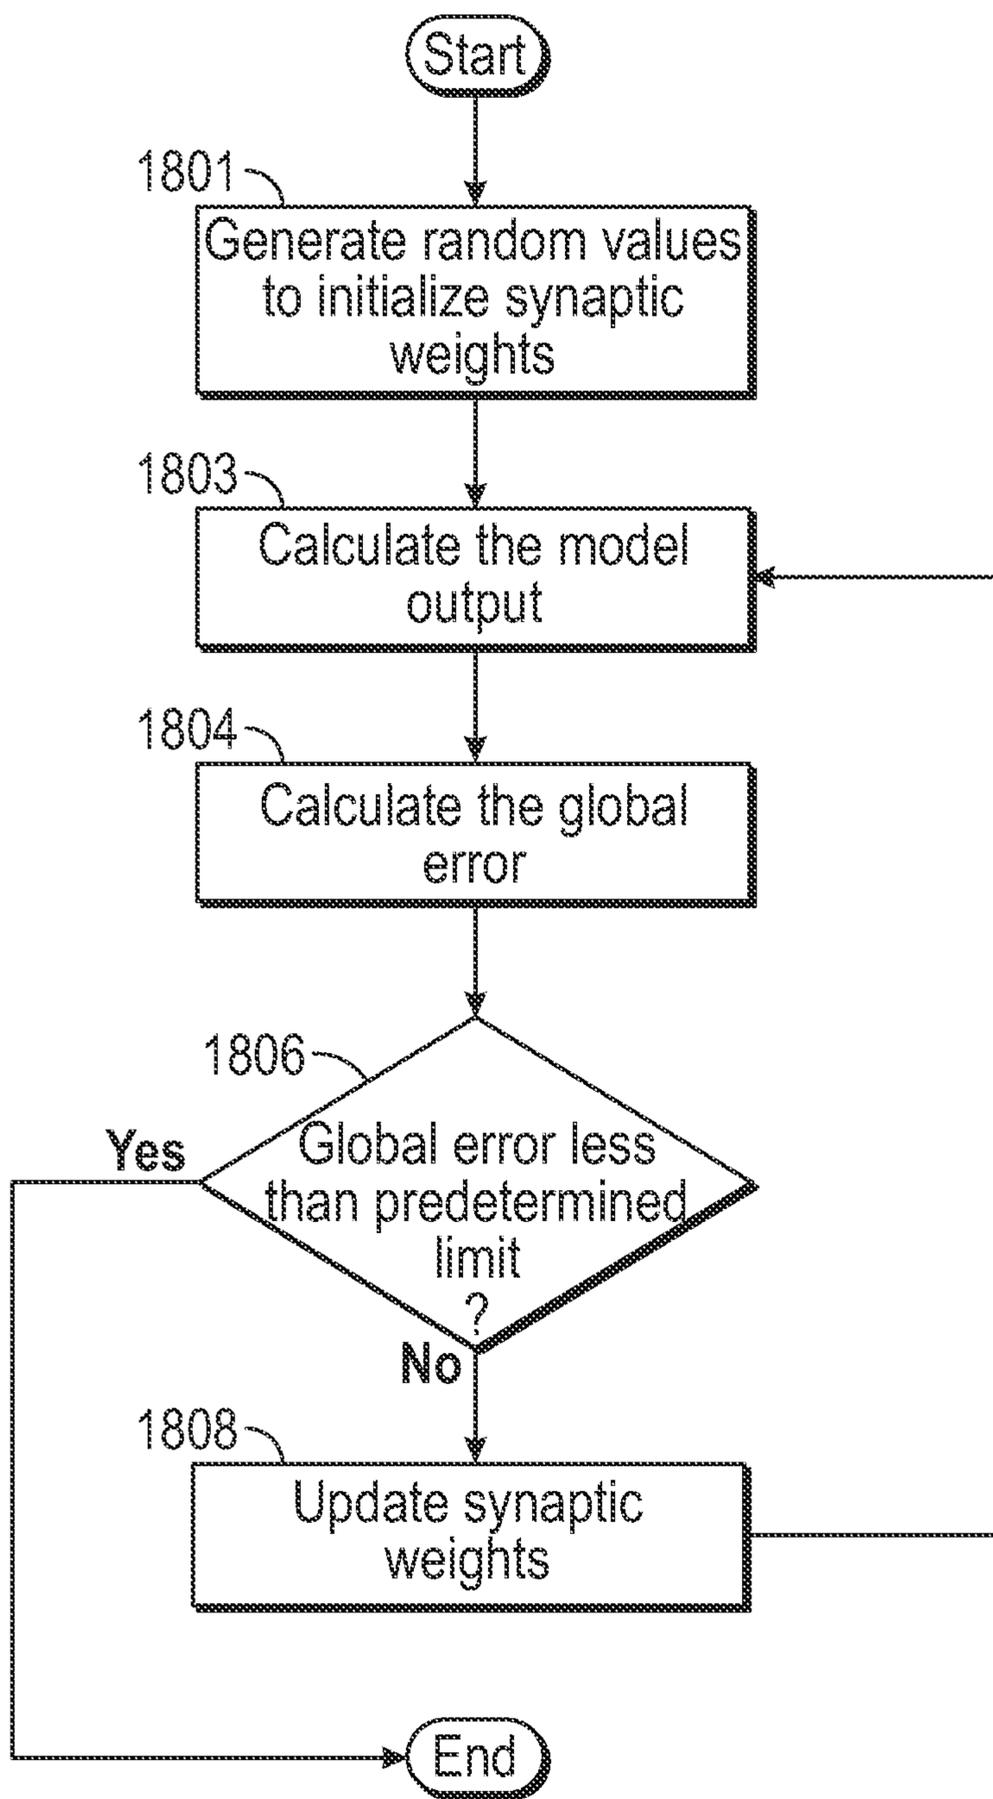 Start
1801
Generate random values
to initialize synaptic
weights
1803
Calculate the model
output
1804
Calculate the global
error
1806
Yes
Global error less
than predetermined
limit
?
No
1808
Update synaptic
weights
End